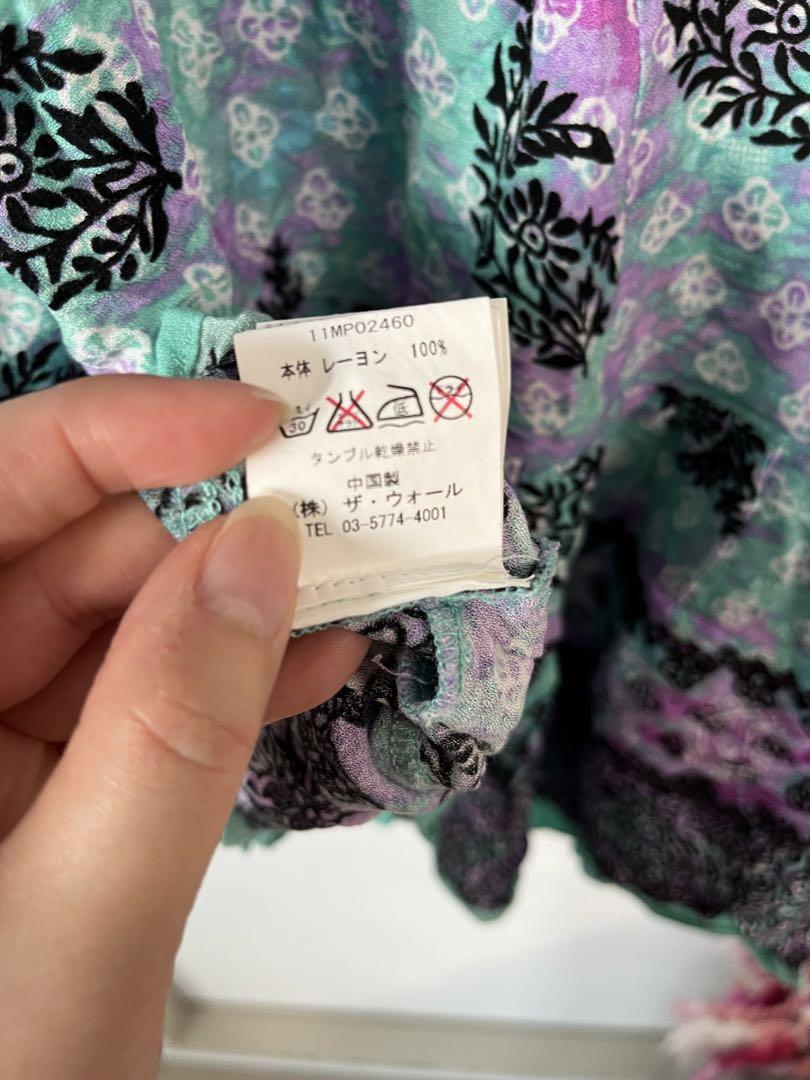 11MP02460
本体 レーヨン 100%
30 低
タンブル乾燥禁止
中国製
(株) ザ・ウォール
TEL 03-5774-4001